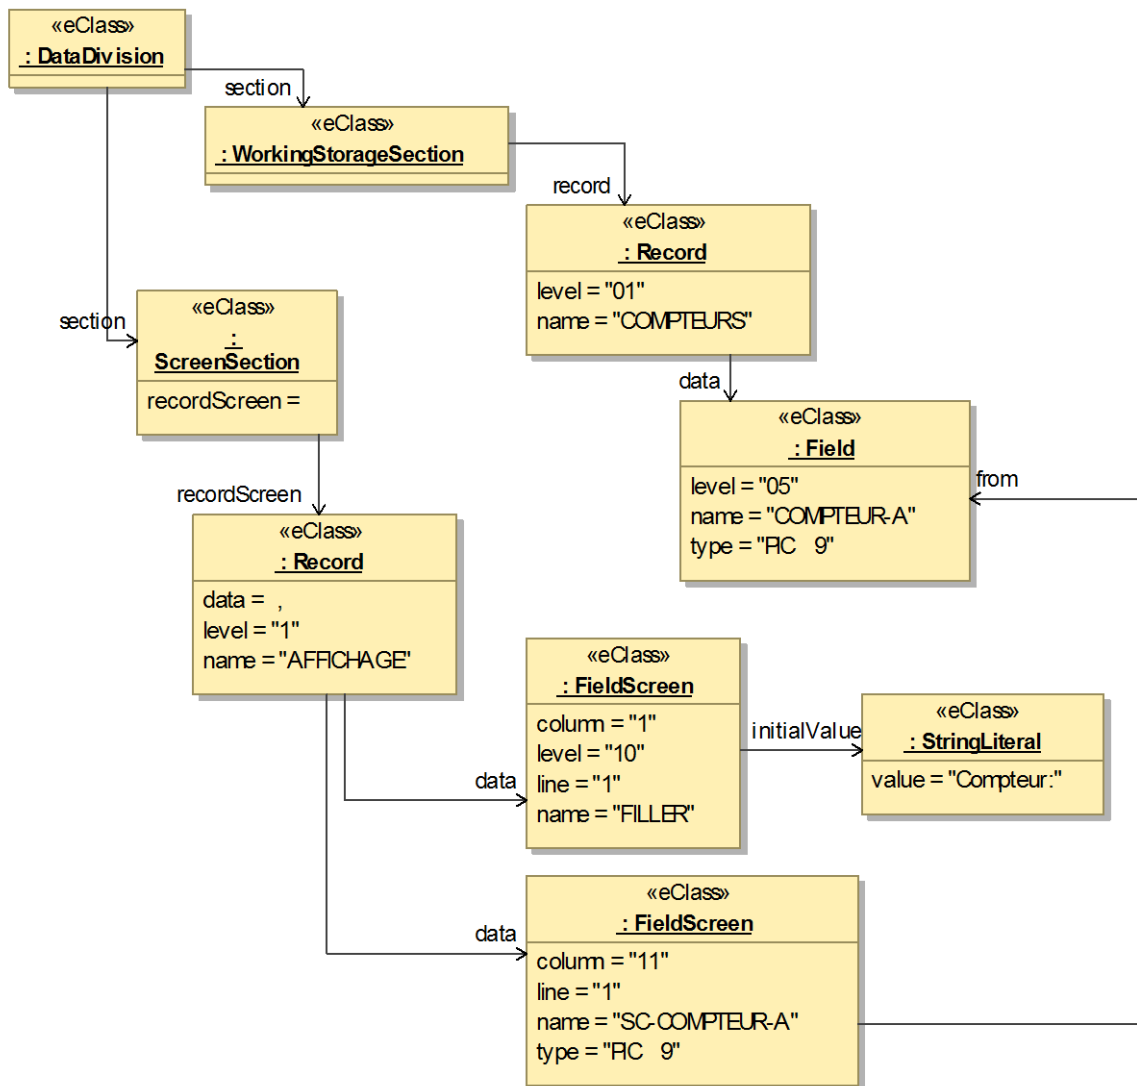 «eClass»
: DataDivision
section
«eClass»
: WorkingStorageSection
record
«eClass»
: Record
level = "01"
name = "COMPTEURS"
section
«eClass»
:
ScreenSection
recordScreen =
data
«eClass»
: Field
level = "05"
name = "COMPTEUR-A"
type = "PIC 9"
from
recordScreen
«eClass»
: Record
data = ,
level = "1"
name = "AFFICHAGE"
«eClass»
: FieldScreen
column = "1"
level = "10"
line = "1"
name = "FILLER"
data
initialValue
«eClass»
: StringLiteral
value = "Compteur:"
data
«eClass»
: FieldScreen
column = "11"
line = "1"
name = "SC-COMPTEUR-A"
type = "PIC 9"